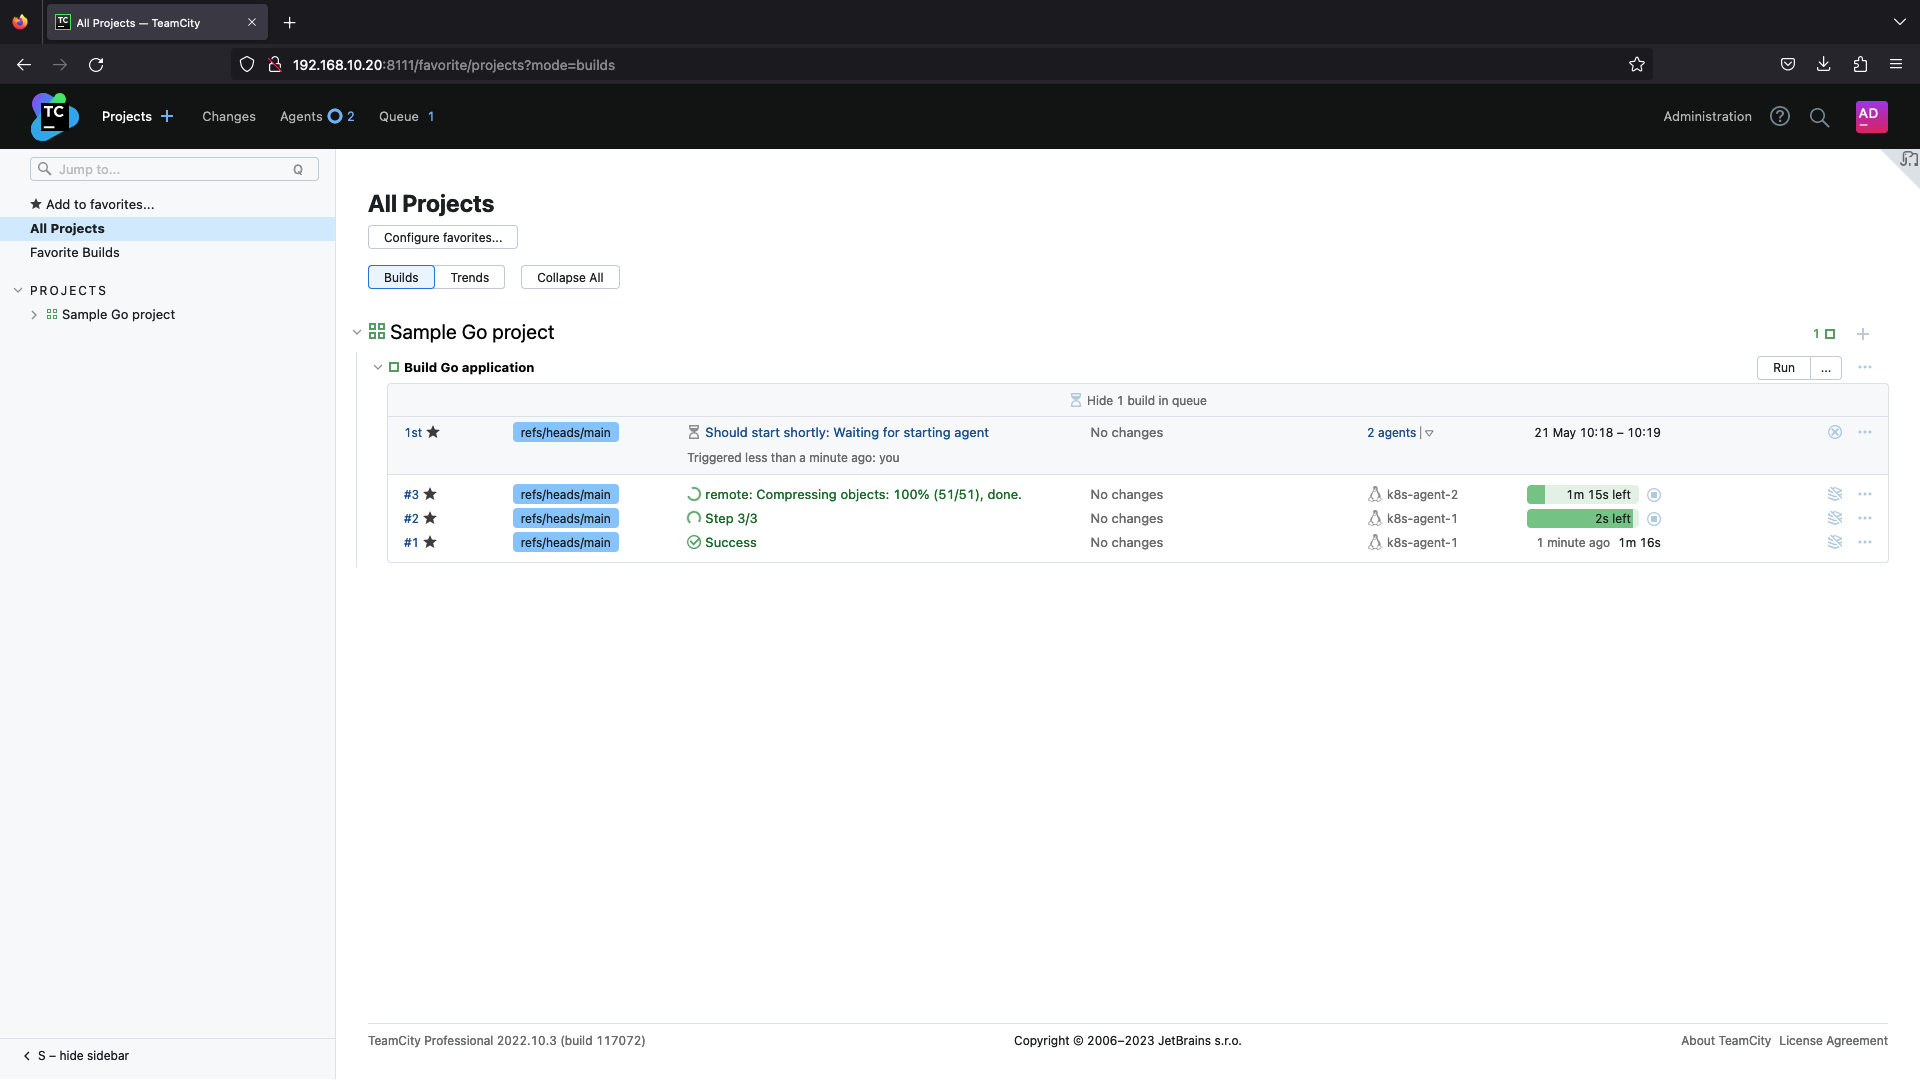 TC All Projects — TeamCity
192.168.10.20:8111/favorite/projects?mode=builds
TC Projects Changes Agents 2 Queue 1 Administration AD
Jump to... Q
Add to favorites...
All Projects
Favorite Builds
PROJECTS
Sample Go project
All Projects
Configure favorites...
Builds Trends Collapse All
Sample Go project 1
Build Go application Run ...
Hide 1 build in queue
1st refs/heads/main Should start shortly: Waiting for starting agent No changes 2 agents 21 May 10:18 – 10:19
Triggered less than a minute ago: you
#3 refs/heads/main remote: Compressing objects: 100% (51/51), done. No changes k8s-agent-2 1m 15s left
#2 refs/heads/main Step 3/3 No changes k8s-agent-1 2s left
#1 refs/heads/main Success No changes k8s-agent-1 1 minute ago 1m 16s
TeamCity Professional 2022.10.3 (build 117072) Copyright © 2006–2023 JetBrains s.r.o. About TeamCity License Agreement
S – hide sidebar